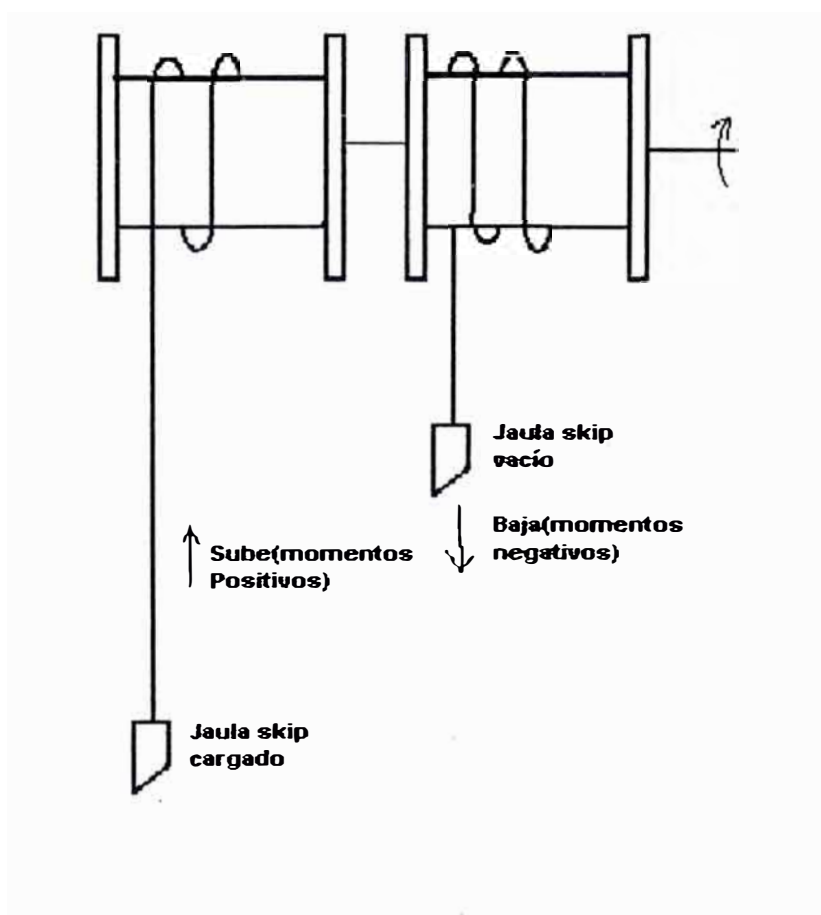 Jaula skip
vacío
Baja(momentos
negativos)
Sube(momentos
Positivos)
Jaula skip
cargado